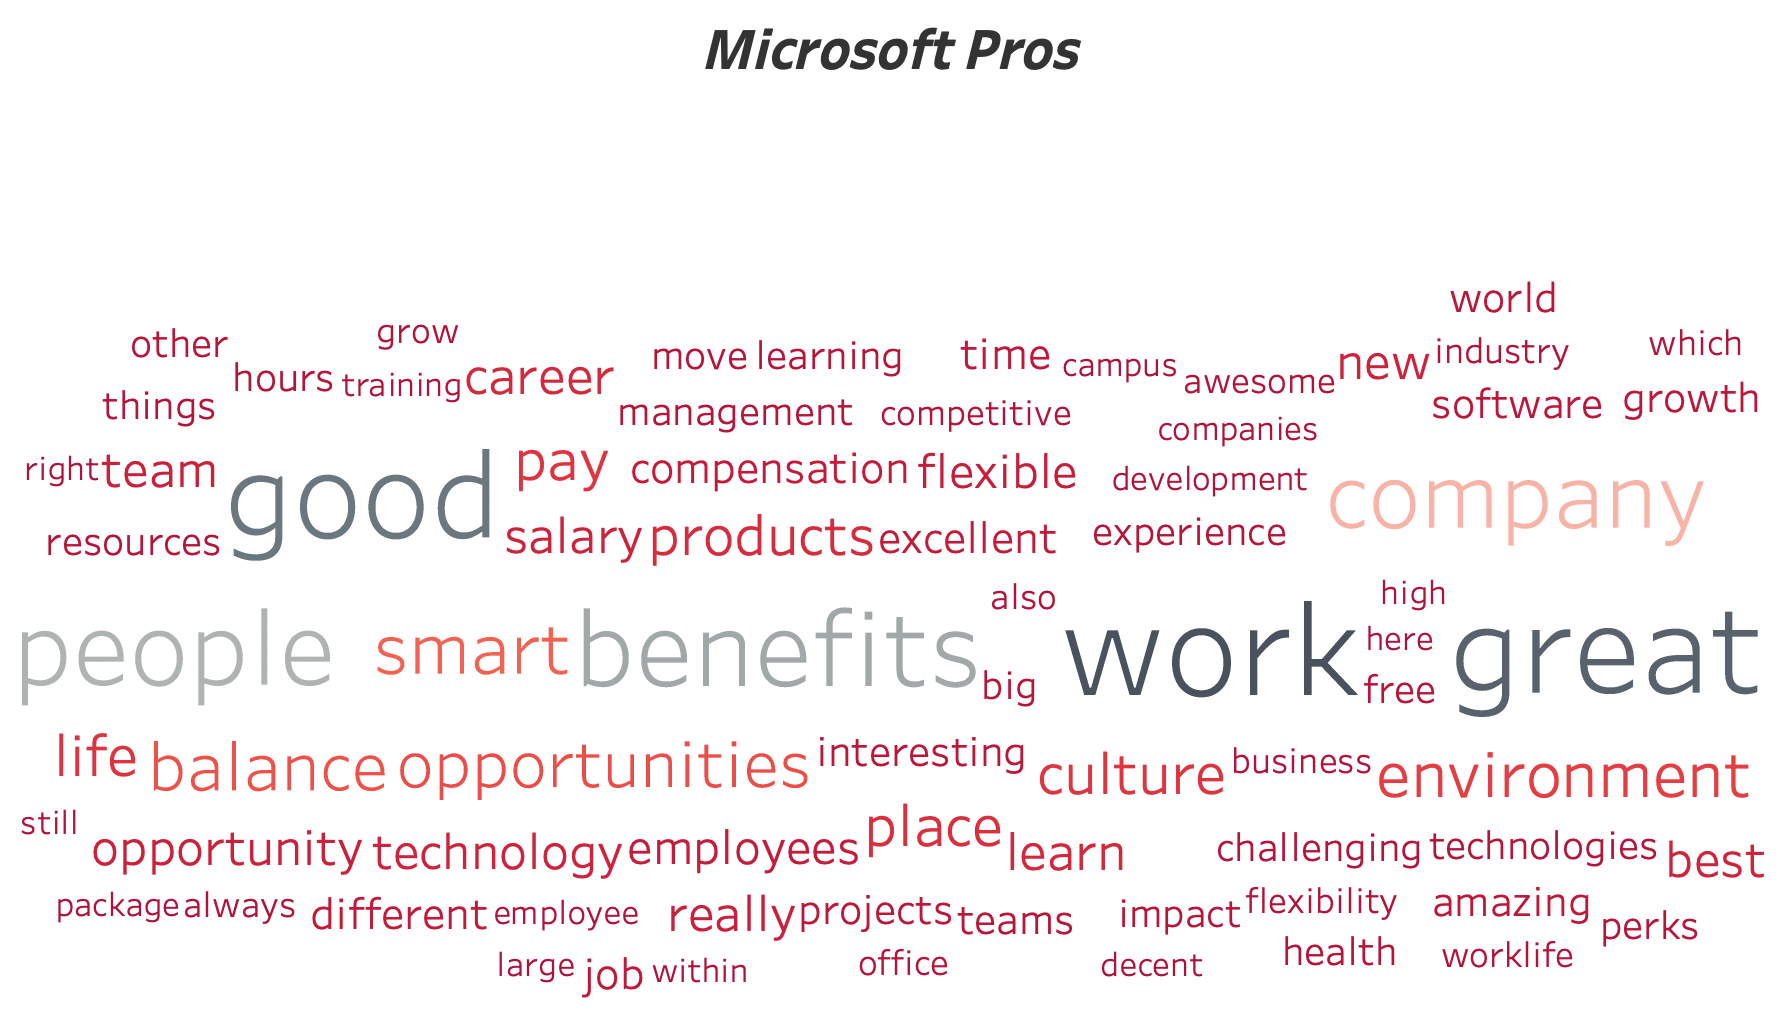 Microsoft Pros
world
other grow move learning time campus awesome new industry which
things hours training career management competitive companies software growth
right team good pay compensation flexible development company
resources salary products excellent experience
also high
people smart benefits work here great
big free
life balance opportunities interesting culture business environment
still opportunity technology employees place learn challenging technologies best
package always different employee really projects teams impact flexibility amazing perks
large job within office decent health worklife